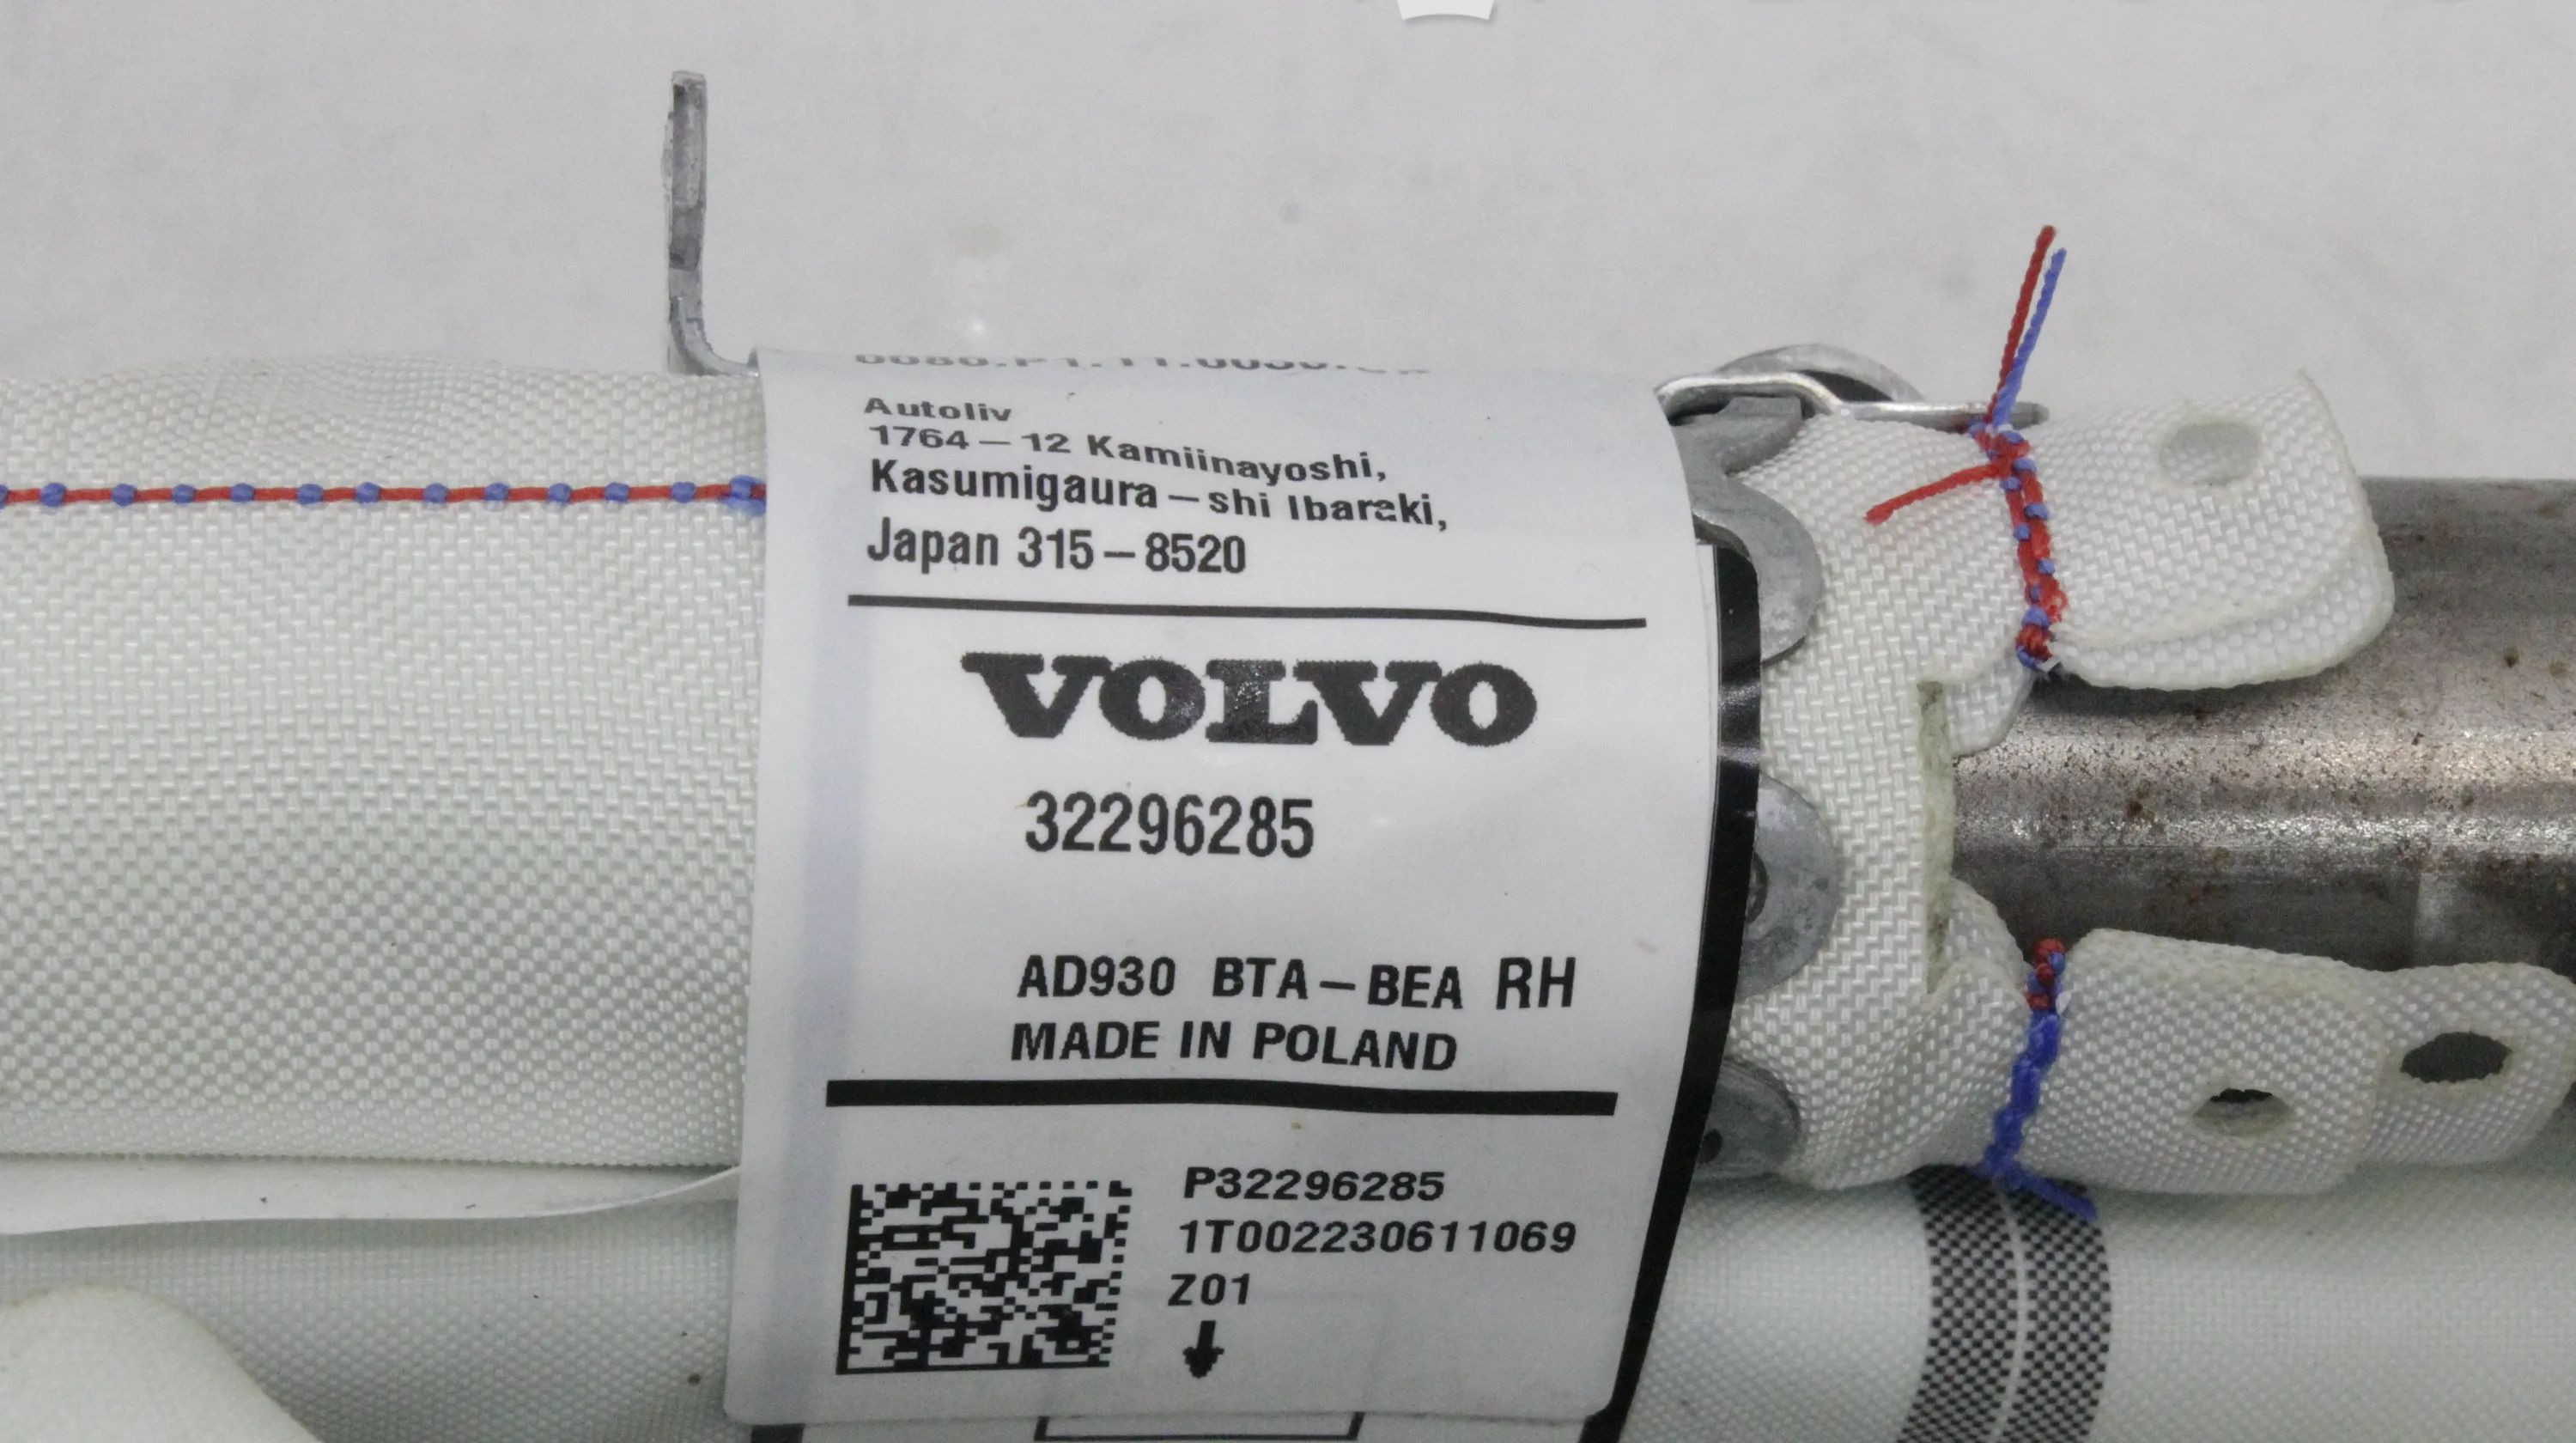 Autoliv
1764-12 Kamiinayoshi,
Kasumigaura-shi Ibaraki,
Japan 315-8520
VOLVO
32296285
AD930 BTA-BEA RH
MADE IN POLAND
P32296285
1T002230611069
Z01